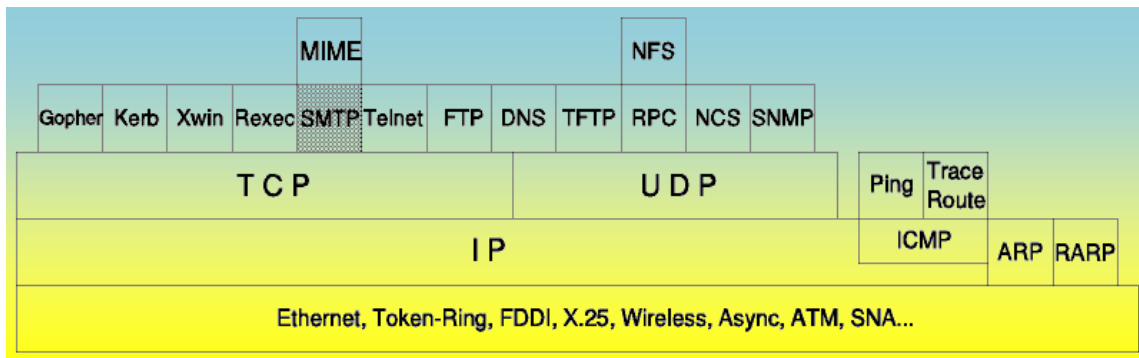 MIME NFS
Gopher Kerb Xwin Rexec SMTP Telnet FTP DNS TFTP RPC NCS SNMP
TCP UDP Ping Trace
Route
IP ICMP ARP RARP
Ethernet, Token-Ring, FDDI, X.25, Wireless, Async, ATM, SNA...